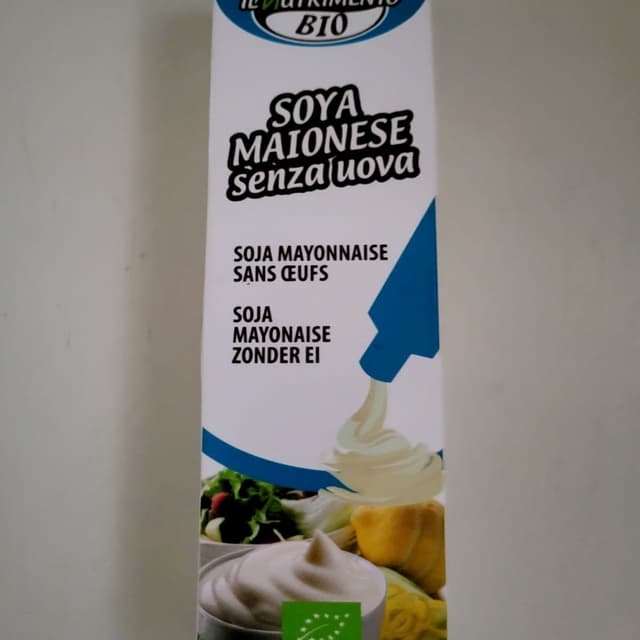 BIO
SOYA
MAIONESE
senza uova
SOJA MAYONNAISE
SANS ŒUFS
SOJA
MAYONAISE
ZONDER EI